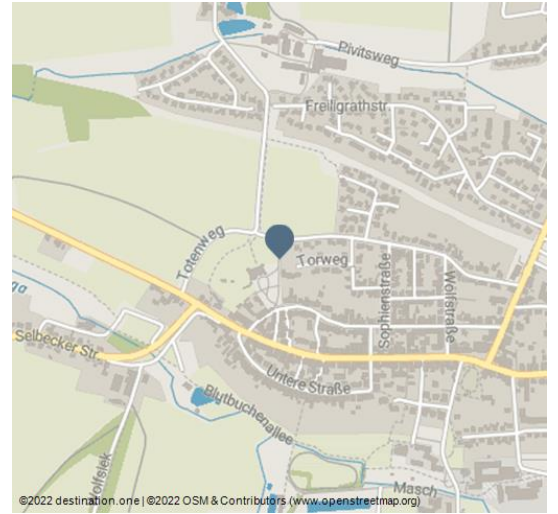 Pivitsweg
Freiligrathstr.
Totenweg
Torweg
Sophienstraße
Wolfstraße
Selbecker Str.
Untere Straße
Blutbuchenallee
Masch
©2022 destination.one | ©2022 OSM & Contributors (www.openstreetmap.org)